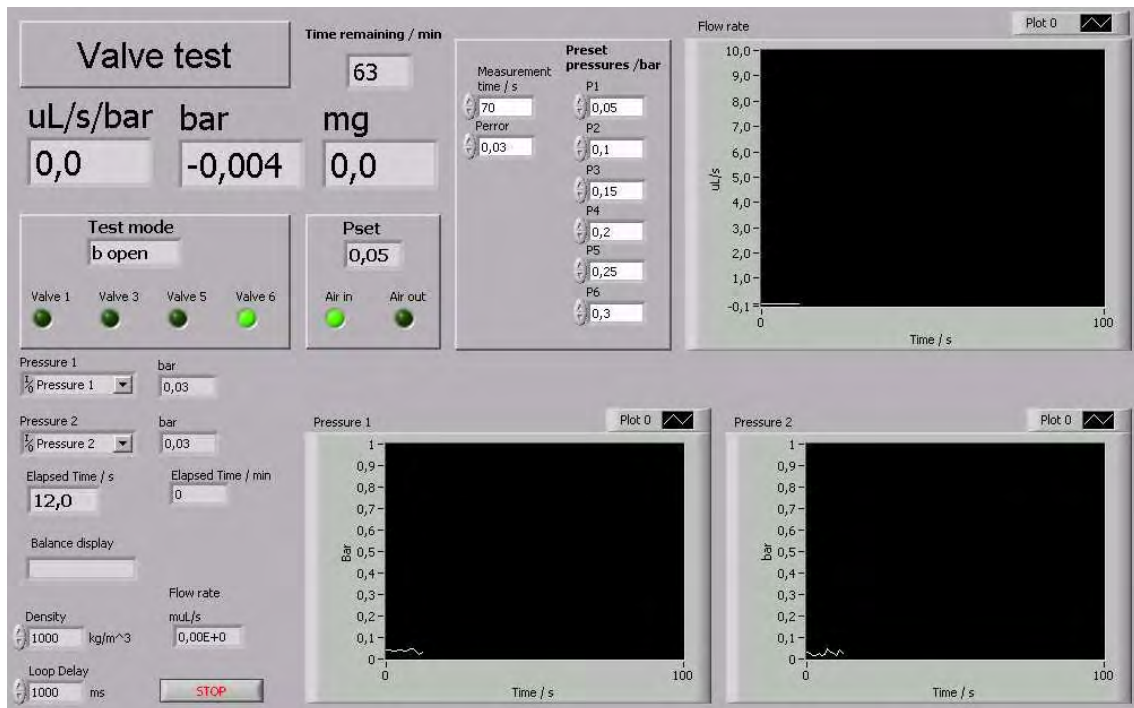 Valve test
Time remaining / min
63
uL/s/bar bar mg
0,0 -0,004 0,0
Test mode
b open
Valve 1 Valve 3 Valve 5 Valve 6
Pset
0,05
Air in Air out
Measurement time / s
70
Perror
0,03
Preset pressures /bar
P1
0,05
P2
0,1
P3
0,15
P4
0,2
P5
0,25
P6
0,3
Flow rate
Plot 0
10,0
9,0
8,0
7,0
6,0
5,0
4,0
3,0
2,0
1,0
-0,1
uL/s
0 100
Time / s
Pressure 1 bar
Pressure 1 0,03
Pressure 2 bar
Pressure 2 0,03
Elapsed Time / s Elapsed Time / min
12,0 0
Balance display
Flow rate
Density muL/s
1000 kg/m^3 0,00E+0
Loop Delay
1000 ms STOP
Pressure 1
Plot 0
1
0,9
0,8
0,7
0,6
0,5
0,4
0,3
0,2
0,1
0
Bar
0 100
Time / s
Pressure 2
Plot 0
1
0,9
0,8
0,7
0,6
0,5
0,4
0,3
0,2
0,1
0
bar
0 100
Time / s